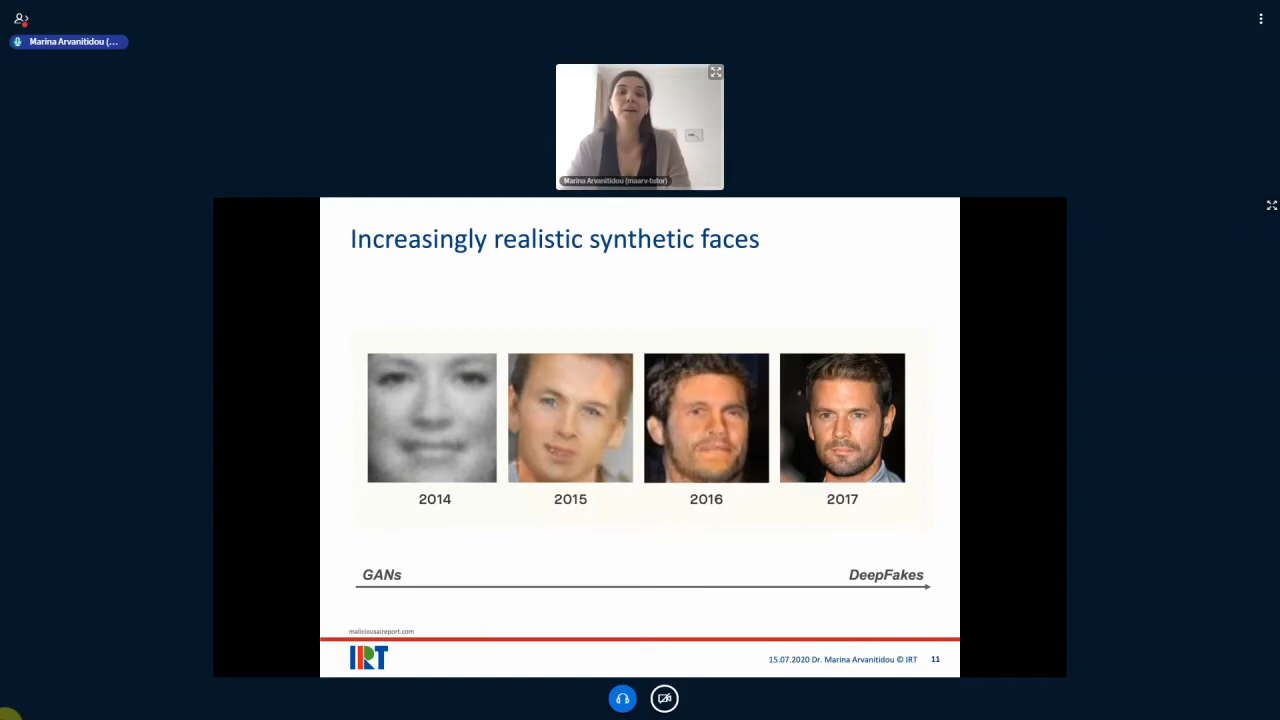 Marina Arvanitidou (...
Marina Arvanitidou (maarv-tutor)
Increasingly realistic synthetic faces
2014 2015 2016 2017
GANs DeepFakes
maliciousaireport.com
IRT
15.07.2020 Dr. Marina Arvanitidou © IRT 11